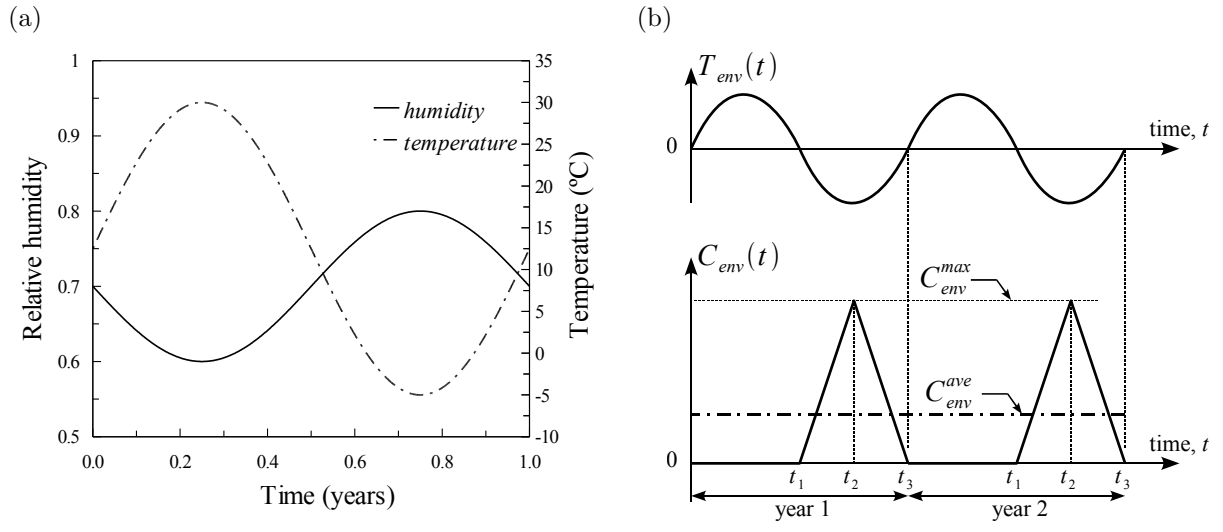 (a)
1
0.9
0.8
0.7
0.6
0.5
Relative humidity
humidity
temperature
35
30
25
20
15
10
5
0
-5
-10
Temperature (ºC)
0.0 0.2 0.4 0.6 0.8 1.0
Time (years)
(b)
T_env(t)
0
time, t
C_env(t)
C_env^max
C_env^ave
0
time, t
t_1 t_2 t_3 t_1 t_2 t_3
year 1 year 2